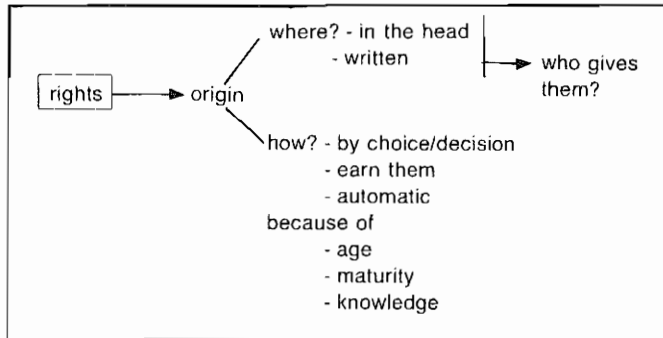 where? - in the head
- written
who gives
them?
rights
origin
how? - by choice/decision
- earn them
- automatic
because of
- age
- maturity
- knowledge